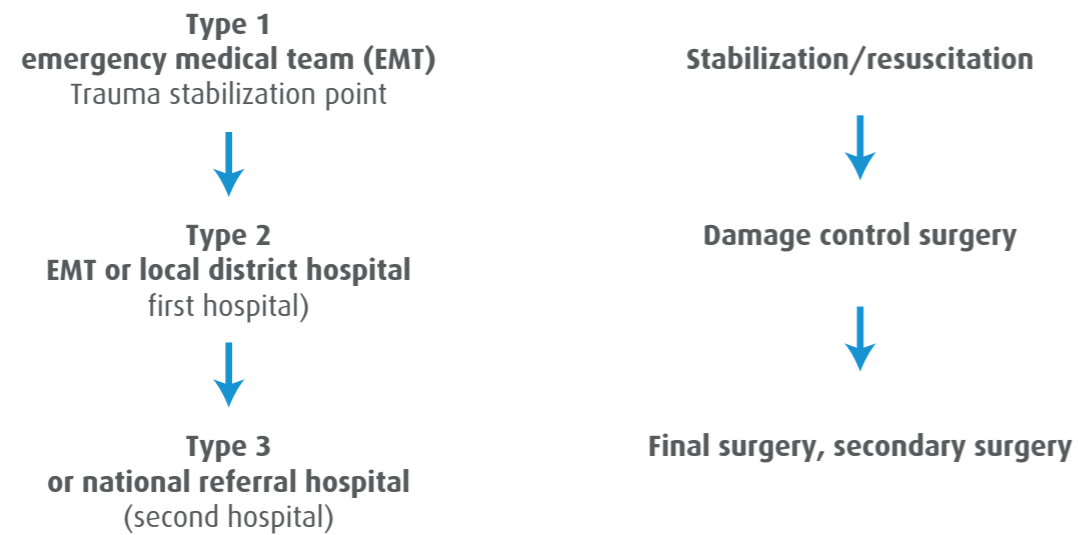 Type 1
emergency medical team (EMT)
Trauma stabilization point
Stabilization/resuscitation
Type 2
EMT or local district hospital
first hospital)
Damage control surgery
Type 3
or national referral hospital
(second hospital)
Final surgery, secondary surgery